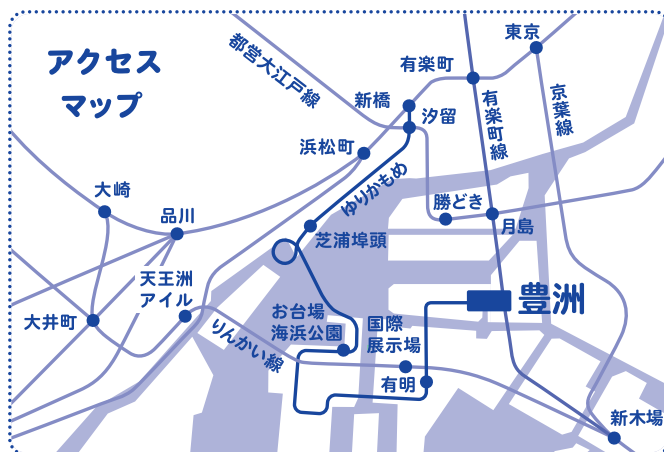 アクセス
マップ
都営大江戸線
東京
有楽町
新橋
汐留
有楽町線
京葉線
浜松町
ゆりかもめ
大崎
品川
勝どき
月島
芝浦埠頭
天王洲
アイル
豊洲
お台場
海浜公園
国際
展示場
大井町
りんかい線
有明
新木場